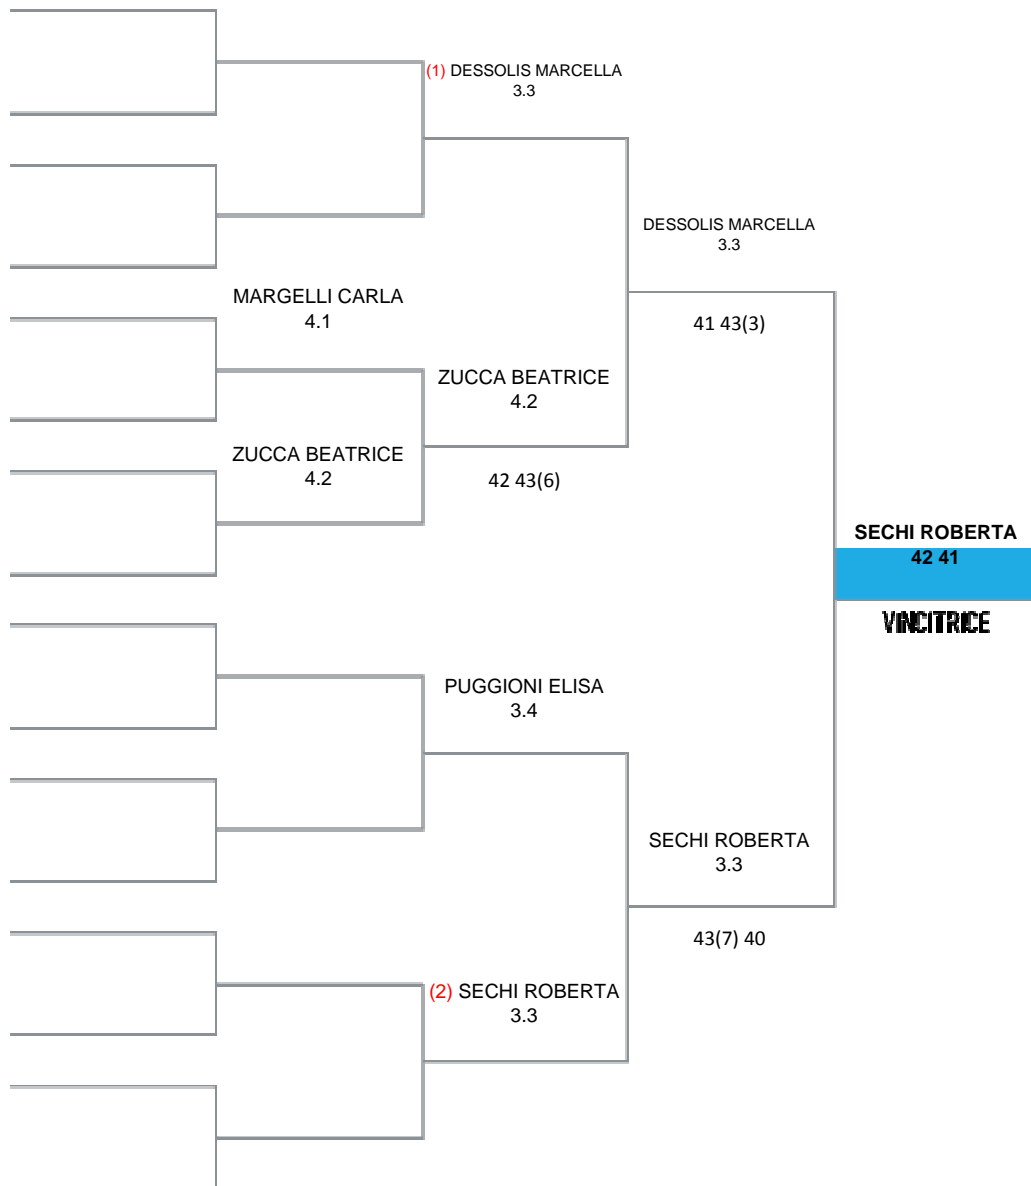 (1) DESSOLIS MARCELLA
3.3
DESSOLIS MARCELLA
3.3
MARGELLI CARLA
4.1
41 43(3)
ZUCCA BEATRICE
4.2
ZUCCA BEATRICE
4.2
42 43(6)
SECHI ROBERTA
42 41
VINCITRICE
PUGGIONI ELISA
3.4
SECHI ROBERTA
3.3
43(7) 40
(2) SECHI ROBERTA
3.3